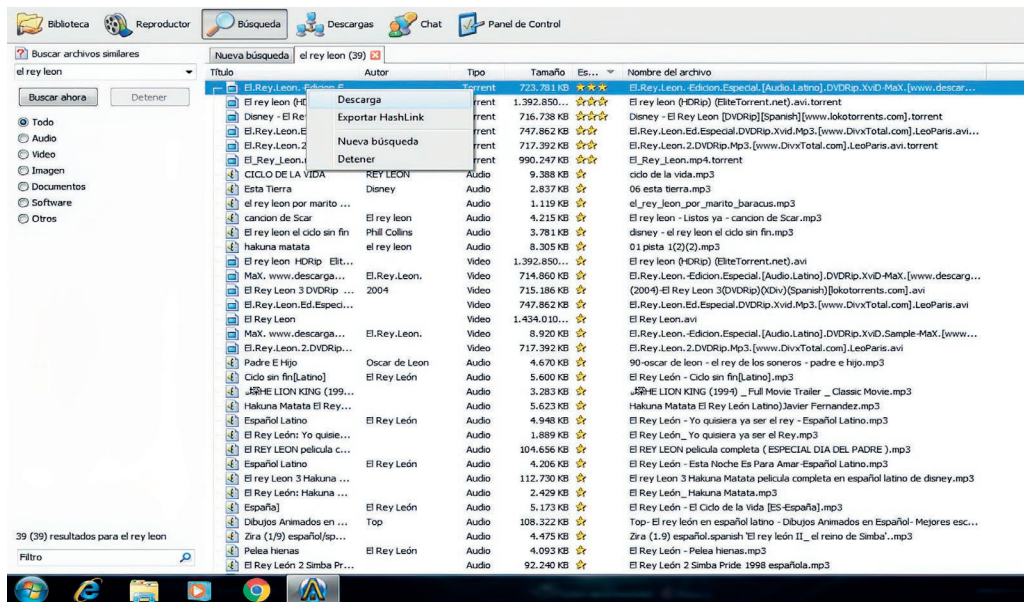 Biblioteca Reproductor Búsqueda Descargas Chat Panel de Control
Buscar archivos similares
el rey leon
Buscar ahora Detener
Todo
Audio
Video
Imagen
Documentos
Software
Otros
39 (39) resultados para el rey leon
Filtro
Nueva búsqueda el rey leon (39)
Título Autor Tipo Tamaño Es... Nombre del archivo
El.Rey.Leon.-Edicion.E... Torrent 723.781 KB El.Rey.Leon.-Edicion.Especial.[Audio.Latino].DVDRip.XviD-MaX.[www.descar...
El rey leon (HD rrent 1.392.850... El rey leon (HDRip) (EliteTorrent.net).avi.torrent
Disney - El Re rrent 716.738 KB Disney - El Rey Leon [DVDRip][Spanish][www.lokotorrents.com].torrent
El.Rey.Leon.E rrent 747.862 KB El.Rey.Leon.Ed.Especial.DVDRip.Xvid.Mp3.[www.DivxTotal.com].LeoParis.avi...
El.Rey.Leon.2 rrent 717.392 KB El.Rey.Leon.2.DVDRip.Mp3.[www.DivxTotal.com].LeoParis.avi.torrent
El_Rey_Leon. rrent 990.247 KB El_Rey_Leon.mp4.torrent
Descarga
Exportar HashLink
Nueva búsqueda
Detener
CICLO DE LA VIDA REY LEON Audio 9.388 KB ciclo de la vida.mp3
Esta Tierra Disney Audio 2.837 KB 06 esta tierra.mp3
el rey leon por marito ... Audio 1.119 KB el_rey_leon_por_marito_baracus.mp3
cancion de Scar El rey leon Audio 4.215 KB El rey leon - Listos ya - cancion de Scar.mp3
El rey leon el ciclo sin fin Phill Collins Audio 3.781 KB disney - el rey leon el ciclo sin fin.mp3
hakuna matata el rey leon Audio 8.305 KB 01 pista 1(2)(2).mp3
El rey leon HDRip Elit... Video 1.392.850... El rey leon (HDRip) (EliteTorrent.net).avi
MaX. www.descarga... El.Rey.Leon. Video 714.860 KB El.Rey.Leon.-Edicion.Especial.[Audio.Latino].DVDRip.XviD-MaX.[www.descarg...
El Rey Leon 3 DVDRip ... 2004 Video 715.186 KB (2004)-El Rey Leon 3(DVDRip)(XDiv)(Spanish)[lokotorrents.com].avi
El.Rey.Leon.Ed.Especi... Video 747.862 KB El.Rey.Leon.Ed.Especial.DVDRip.Xvid.Mp3.[www.DivxTotal.com].LeoParis.avi
El Rey Leon Video 1.434.010... El Rey Leon.avi
MaX. www.descarga... El.Rey.Leon. Video 8.920 KB El.Rey.Leon.-Edicion.Especial.[Audio.Latino].DVDRip.XviD.Sample-MaX.[www...
El.Rey.Leon.2.DVDRip... Video 717.392 KB El.Rey.Leon.2.DVDRip.Mp3.[www.DivxTotal.com].LeoParis.avi
Padre E Hijo Oscar de Leon Audio 4.670 KB 90-oscar de leon - el rey de los soneros - padre e hijo.mp3
Ciclo sin fin[Latino] El Rey León Audio 5.600 KB El Rey León - Ciclo sin fin[Latino].mp3
HE LION KING (199... Audio 3.283 KB HE LION KING (1994) _ Full Movie Trailer _ Classic Movie.mp3
Hakuna Matata El Rey... Audio 5.623 KB Hakuna Matata El Rey León Latino)Javier Fernandez.mp3
Español Latino El Rey León Audio 4.948 KB El Rey León - Yo quisiera ya ser el rey - Español Latino.mp3
El Rey León: Yo quisie... Audio 1.889 KB El Rey León_ Yo quisiera ya ser el Rey.mp3
El REY LEON pelicula c... Audio 104.656 KB El REY LEON pelicula completa ( ESPECIAL DIA DEL PADRE ).mp3
Español Latino El Rey León Audio 4.206 KB El Rey León - Esta Noche Es Para Amar-Español Latino.mp3
El rey Leon 3 Hakuna ... Audio 112.730 KB El rey Leon 3 Hakuna Matata pelicula completa en español latino de disney.mp3
El Rey León: Hakuna ... Audio 2.429 KB El Rey León_ Hakuna Matata.mp3
España] El Rey León Audio 5.173 KB El Rey León - El Ciclo de la Vida [ES-España].mp3
Dibujos Animados en ... Top Audio 108.322 KB Top- El rey león en español latino - Dibujos Animados en Español- Mejores esc...
Zira (1/9) español/sp... Audio 4.475 KB Zira (1.9) español.spanish 'El rey león II_ el reino de Simba'..mp3
Pelea hienas El Rey León Audio 4.093 KB El Rey León - Pelea hienas.mp3
El Rey León 2 Simba Pr... Audio 92.240 KB El Rey León 2 Simba Pride 1998 española.mp3